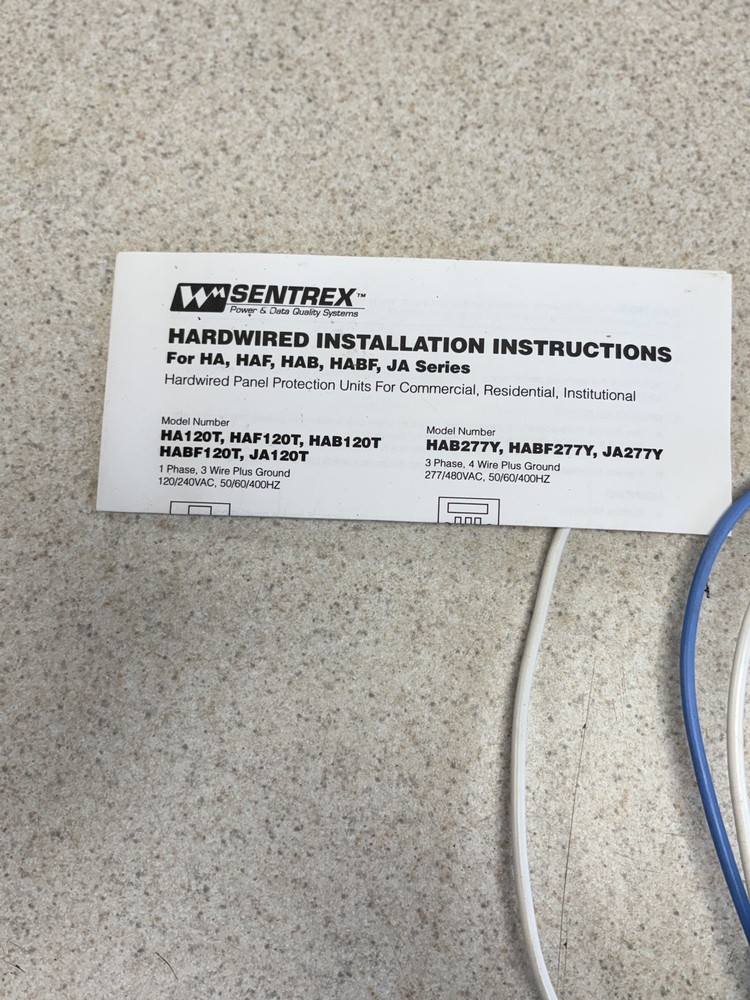 SENTREX™
Power & Data Quality Systems
HARDWIRED INSTALLATION INSTRUCTIONS
For HA, HAF, HAB, HABF, JA Series
Hardwired Panel Protection Units For Commercial, Residential, Institutional
Model Number
HA120T, HAF120T, HAB120T
HABF120T, JA120T
1 Phase, 3 Wire Plus Ground
120/240VAC, 50/60/400HZ
Model Number
HAB277Y, HABF277Y, JA277Y
3 Phase, 4 Wire Plus Ground
277/480VAC, 50/60/400HZ